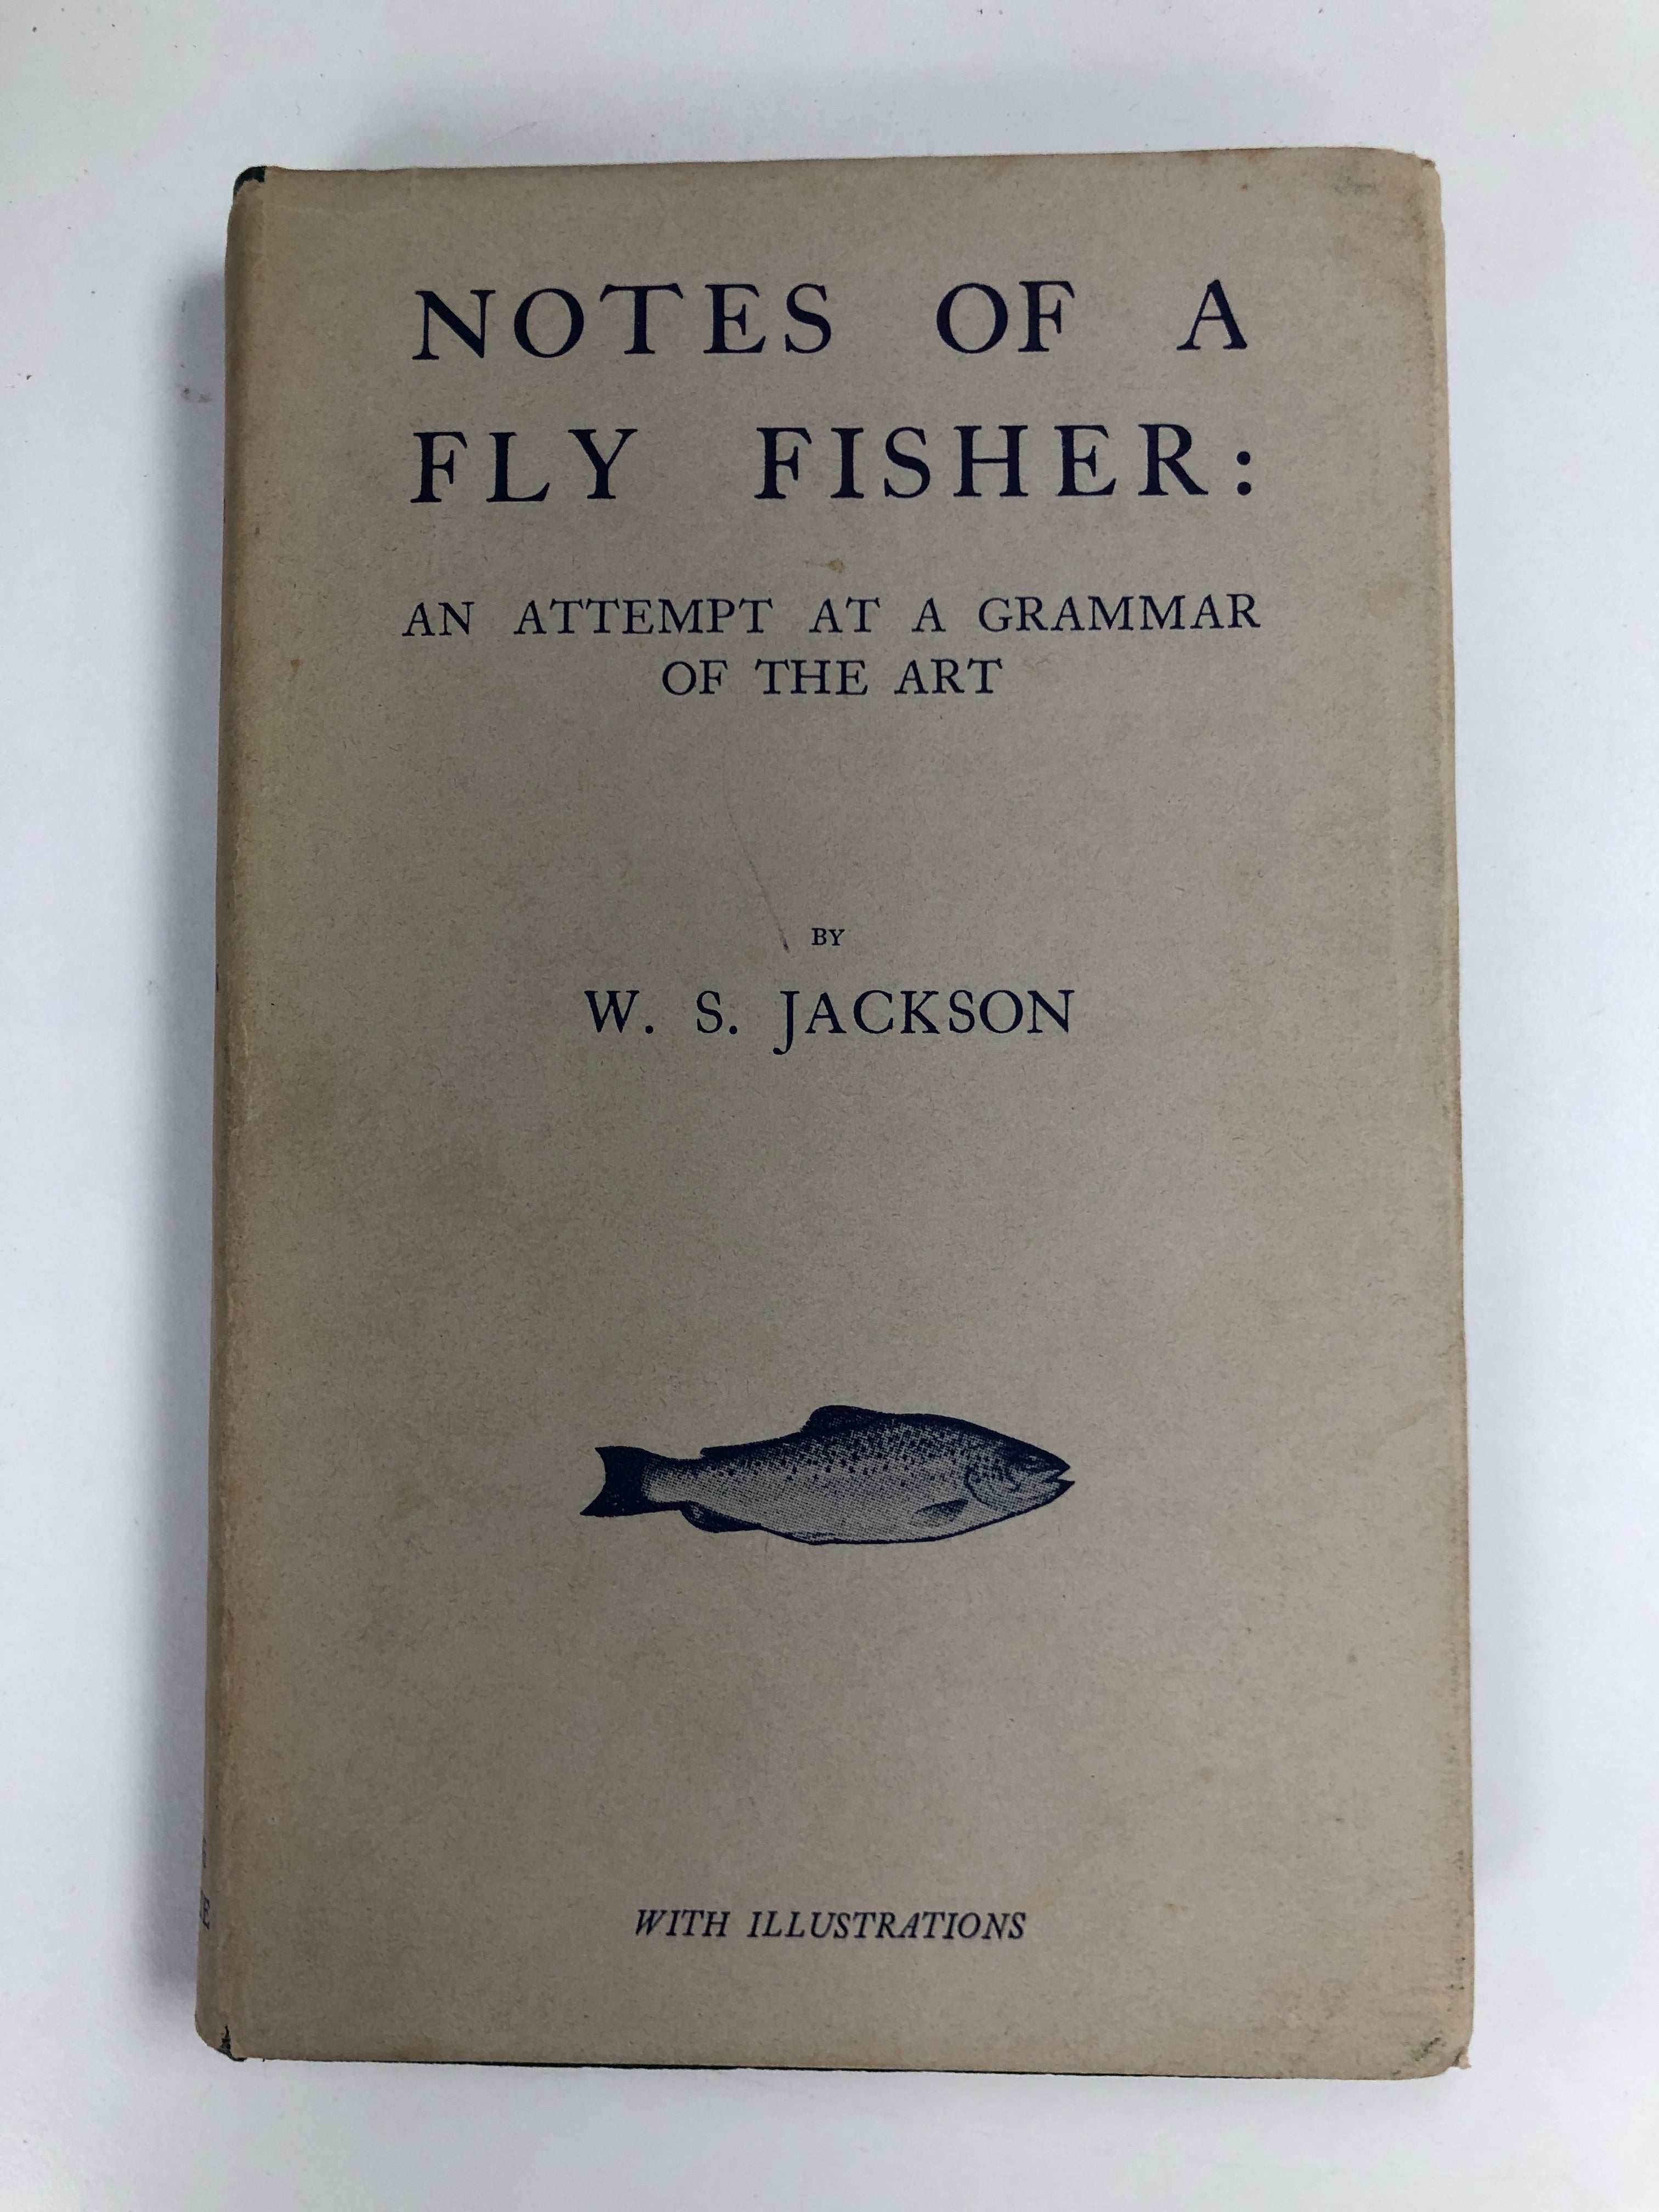 NOTES OF A
FLY FISHER:
AN ATTEMPT AT A GRAMMAR
OF THE ART
BY
W. S. JACKSON
WITH ILLUSTRATIONS